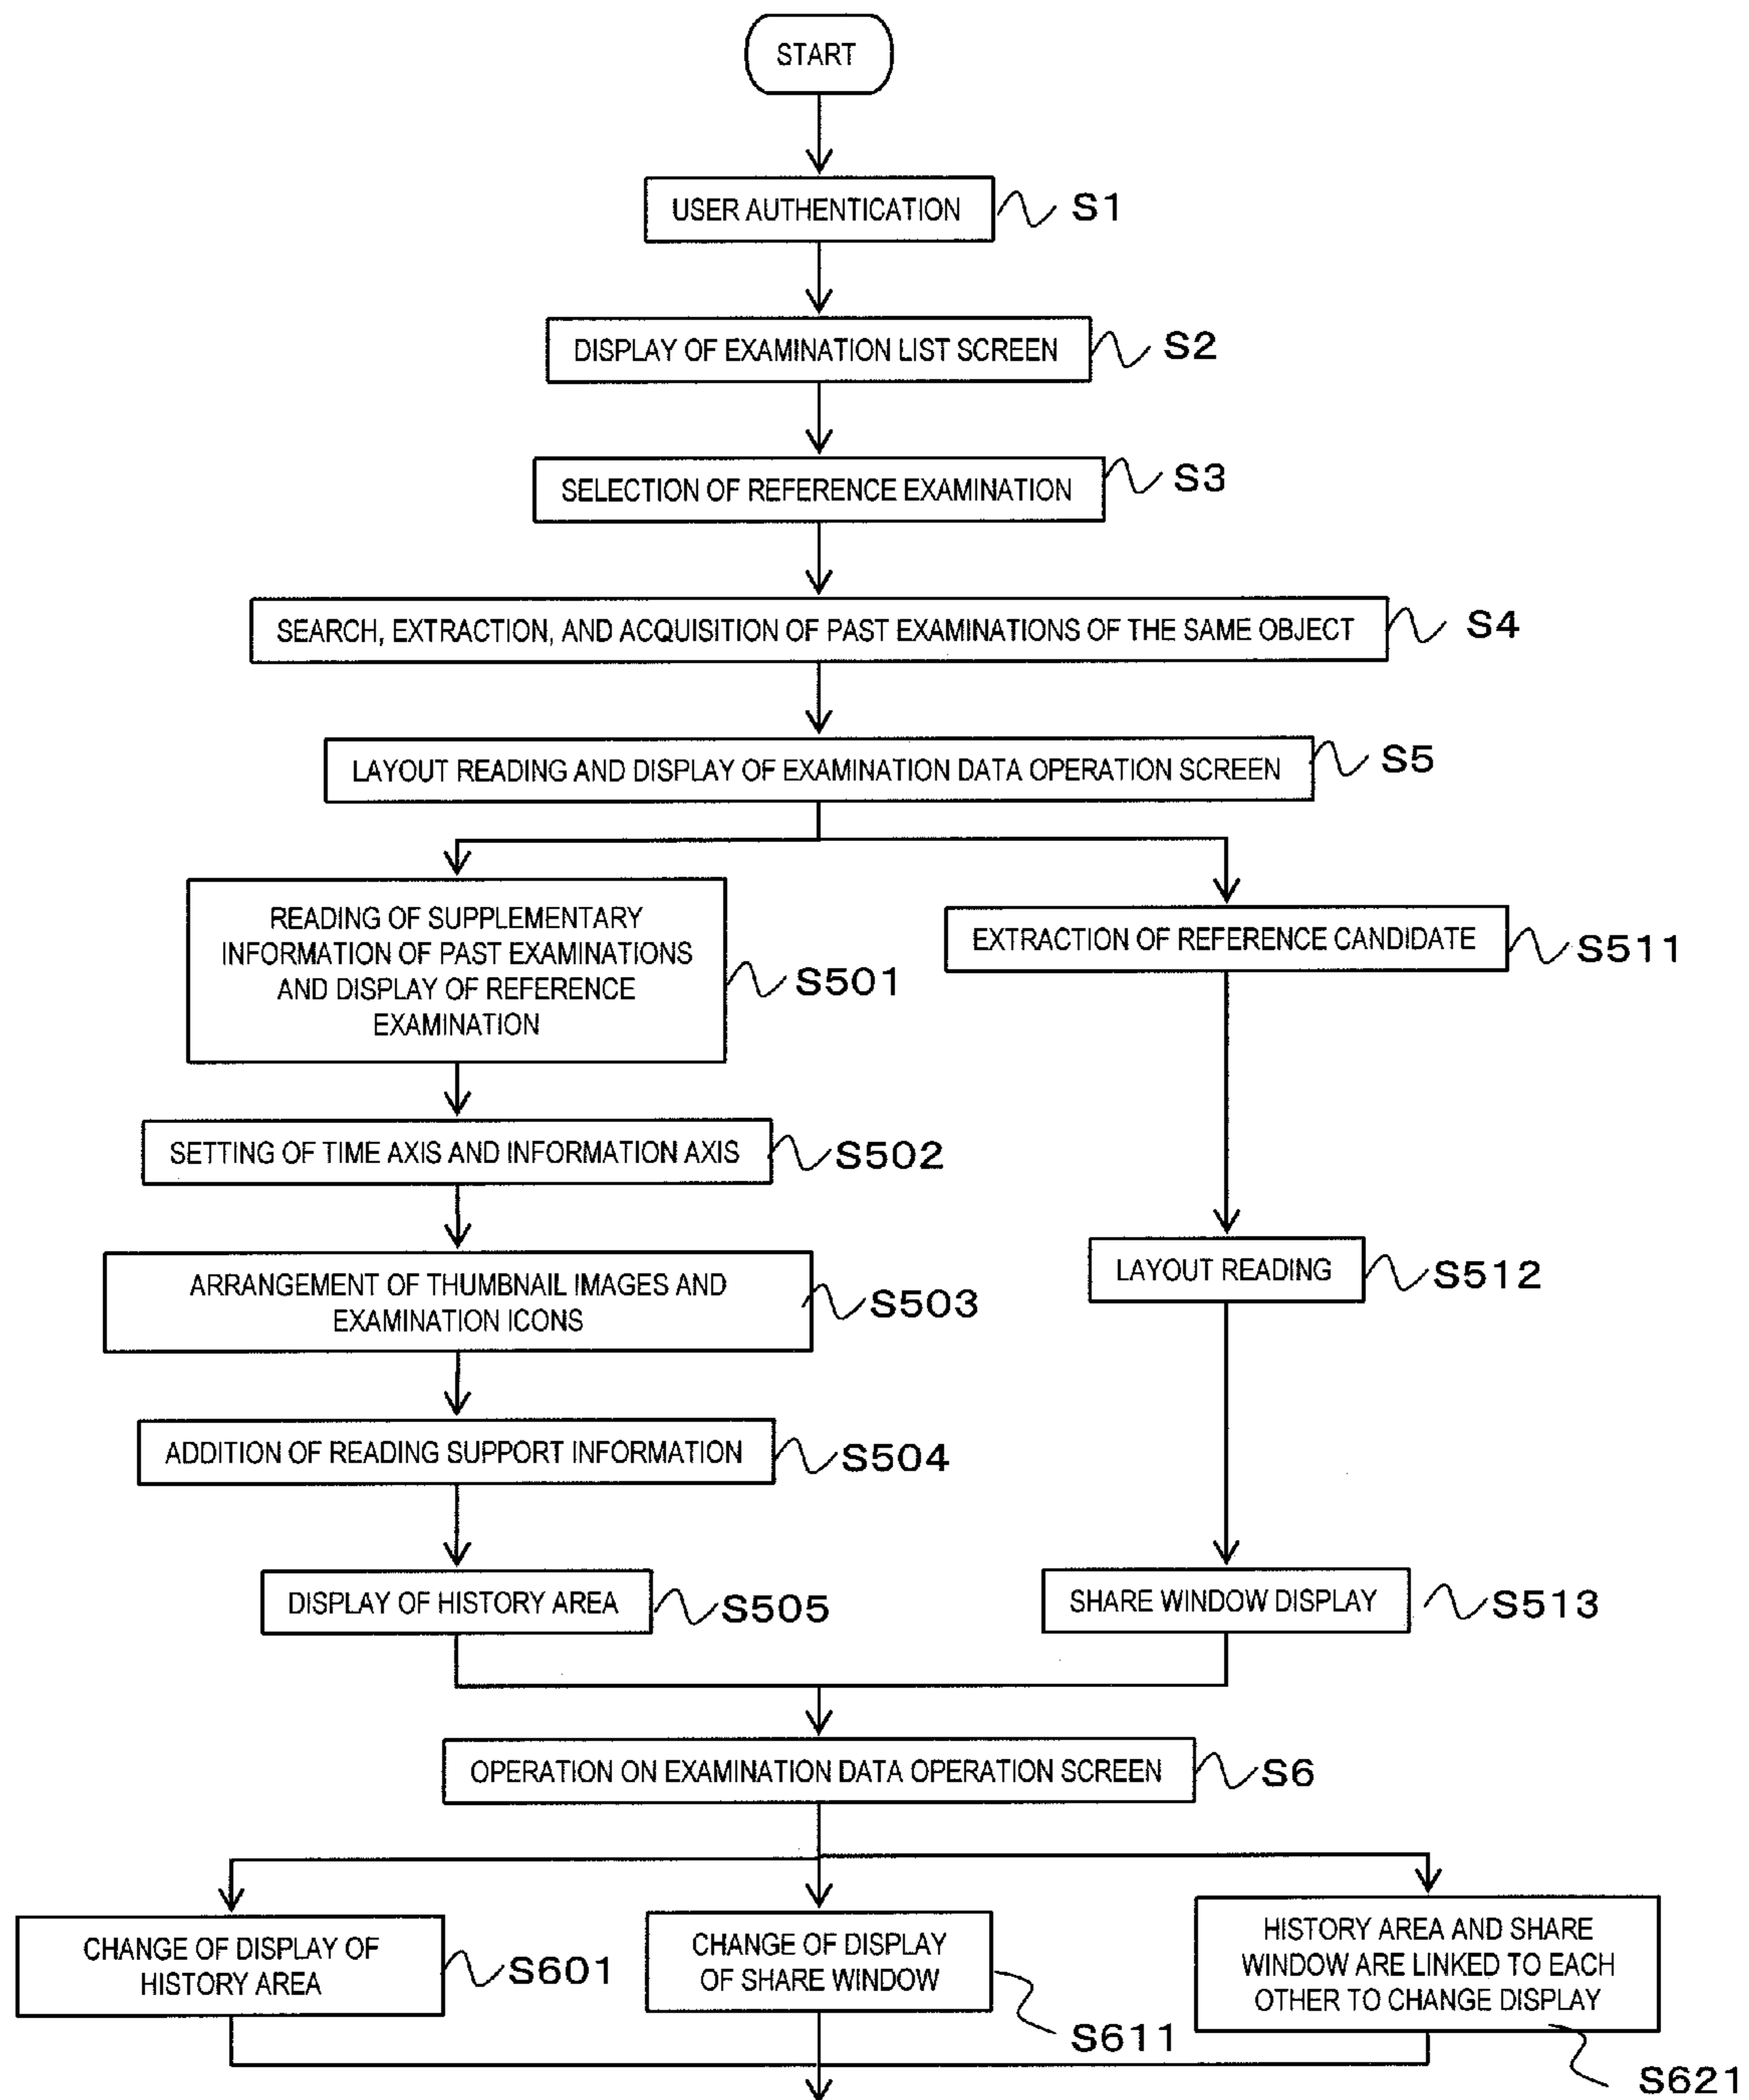 START
USER AUTHENTICATION
S1
DISPLAY OF EXAMINATION LIST SCREEN
S2
SELECTION OF REFERENCE EXAMINATION
S3
SEARCH, EXTRACTION, AND ACQUISITION OF PAST EXAMINATIONS OF THE SAME OBJECT
S4
LAYOUT READING AND DISPLAY OF EXAMINATION DATA OPERATION SCREEN
S5
READING OF SUPPLEMENTARY
INFORMATION OF PAST EXAMINATIONS
AND DISPLAY OF REFERENCE
EXAMINATION
S501
EXTRACTION OF REFERENCE CANDIDATE
S511
SETTING OF TIME AXIS AND INFORMATION AXIS
S502
ARRANGEMENT OF THUMBNAIL IMAGES AND
EXAMINATION ICONS
S503
LAYOUT READING
S512
ADDITION OF READING SUPPORT INFORMATION
S504
DISPLAY OF HISTORY AREA
S505
SHARE WINDOW DISPLAY
S513
OPERATION ON EXAMINATION DATA OPERATION SCREEN
S6
CHANGE OF DISPLAY OF
HISTORY AREA
S601
CHANGE OF DISPLAY
OF SHARE WINDOW
S611
HISTORY AREA AND SHARE
WINDOW ARE LINKED TO EACH
OTHER TO CHANGE DISPLAY
S621